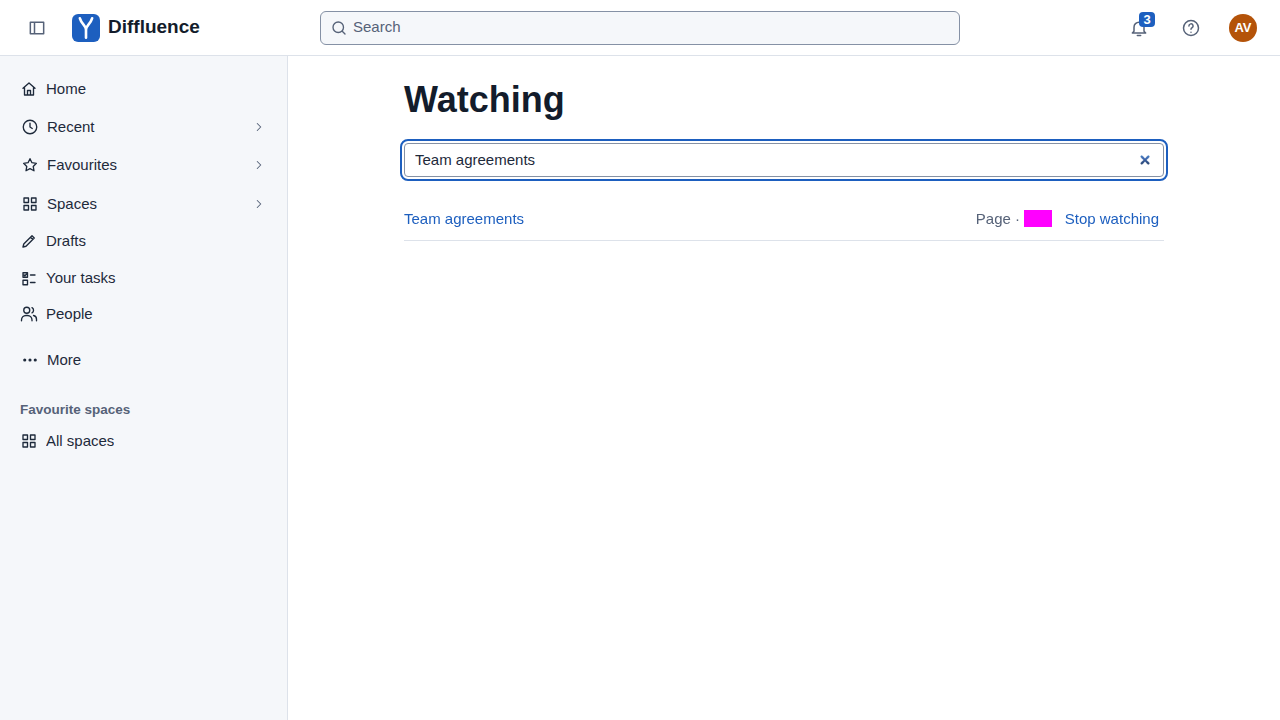 Diffluence
Search
3
AV
Home
Recent
Favourites
Spaces
Drafts
Your tasks
People
More
Favourite spaces
All spaces
Watching
Team agreements
Team agreements
Page ·
Stop watching